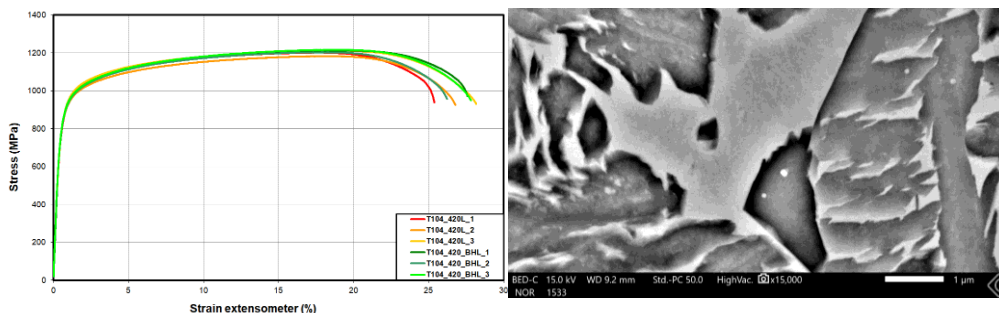 1400
1200
1000
800
600
400
200
0
Stress (MPa)
T104_420L_1
T104_420L_2
T104_420L_3
T104_420_BHL_1
T104_420_BHL_2
T104_420_BHL_3
0 5 10 15 20 25 30
Strain extensometer (%)
BED-C 15.0 kV WD 9.2 mm Std.-PC 50.0 HighVac. x15,000 1 μm
NOR 1533